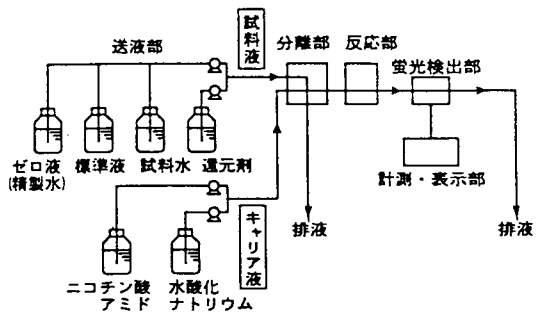 送液部
試料液
分離部
反応部
蛍光検出部
ゼロ液
(精製水)
標準液
試料水
還元剤
計測・表示部
キャリア液
排液
排液
ニコチン酸
アミド
水酸化
ナトリウム